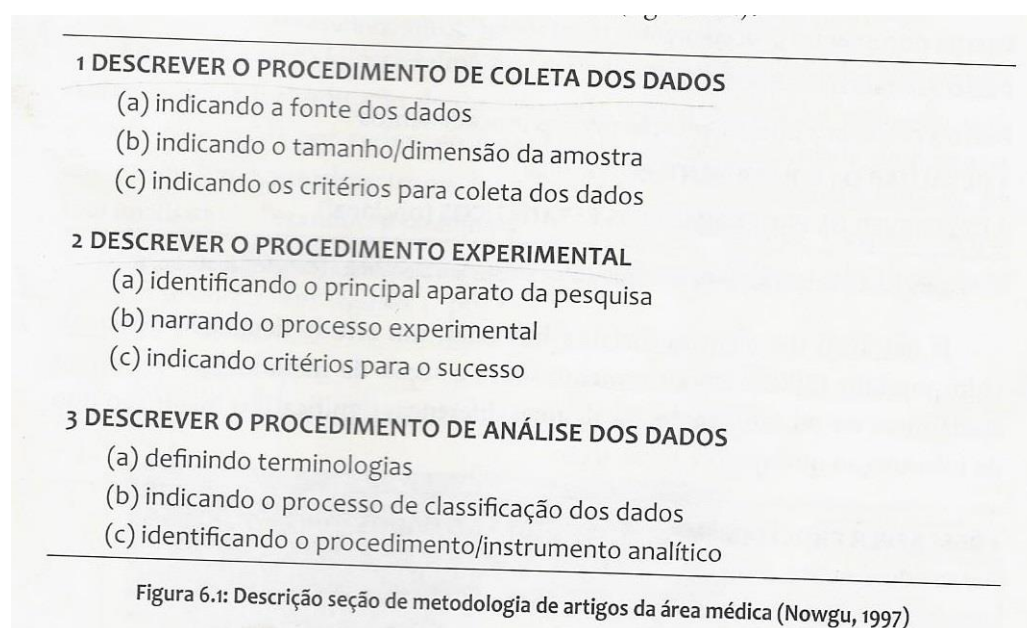 1 DESCREVER O PROCEDIMENTO DE COLETA DOS DADOS
(a) indicando a fonte dos dados
(b) indicando o tamanho/dimensão da amostra
(c) indicando os critérios para coleta dos dados
2 DESCREVER O PROCEDIMENTO EXPERIMENTAL
(a) identificando o principal aparato da pesquisa
(b) narrando o processo experimental
(c) indicando critérios para o sucesso
3 DESCREVER O PROCEDIMENTO DE ANÁLISE DOS DADOS
(a) definindo terminologias
(b) indicando o processo de classificação dos dados
(c) identificando o procedimento/instrumento analítico
Figura 6.1: Descrição seção de metodologia de artigos da área médica (Nowgu, 1997)